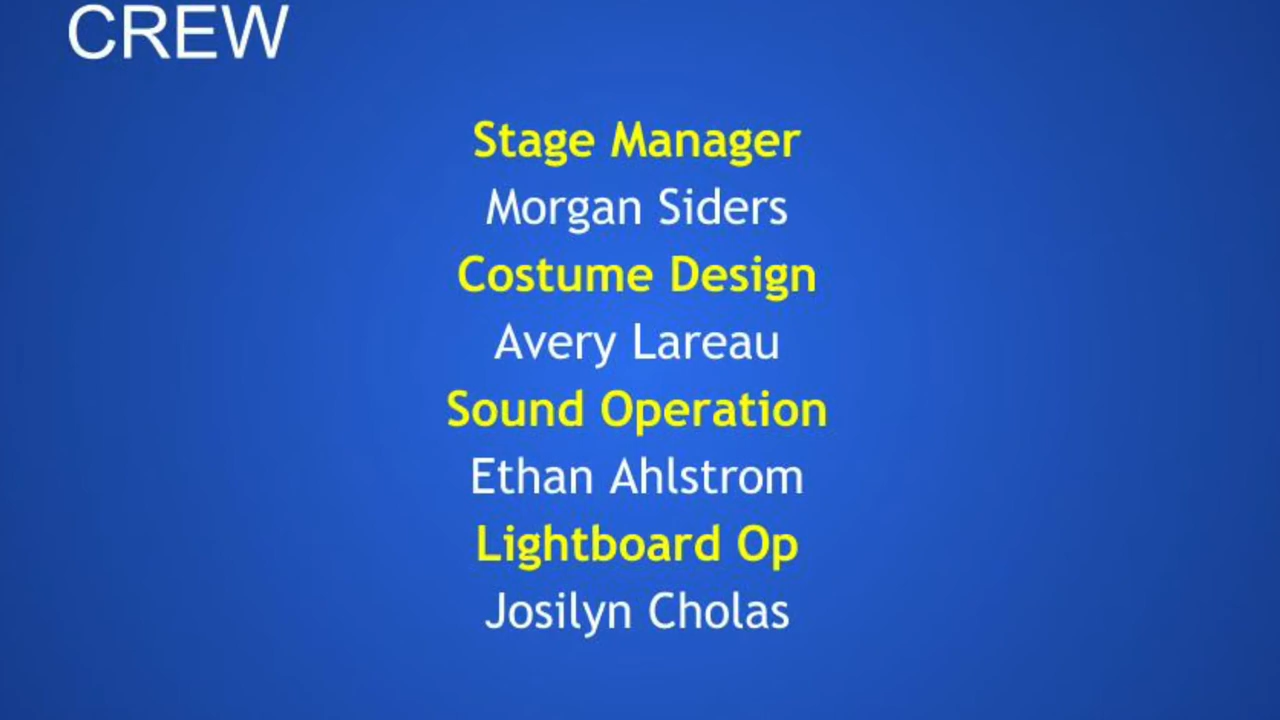 CREW
Stage Manager
Morgan Siders
Costume Design
Avery Lareau
Sound Operation
Ethan Ahlstrom
Lightboard Op
Josilyn Cholas